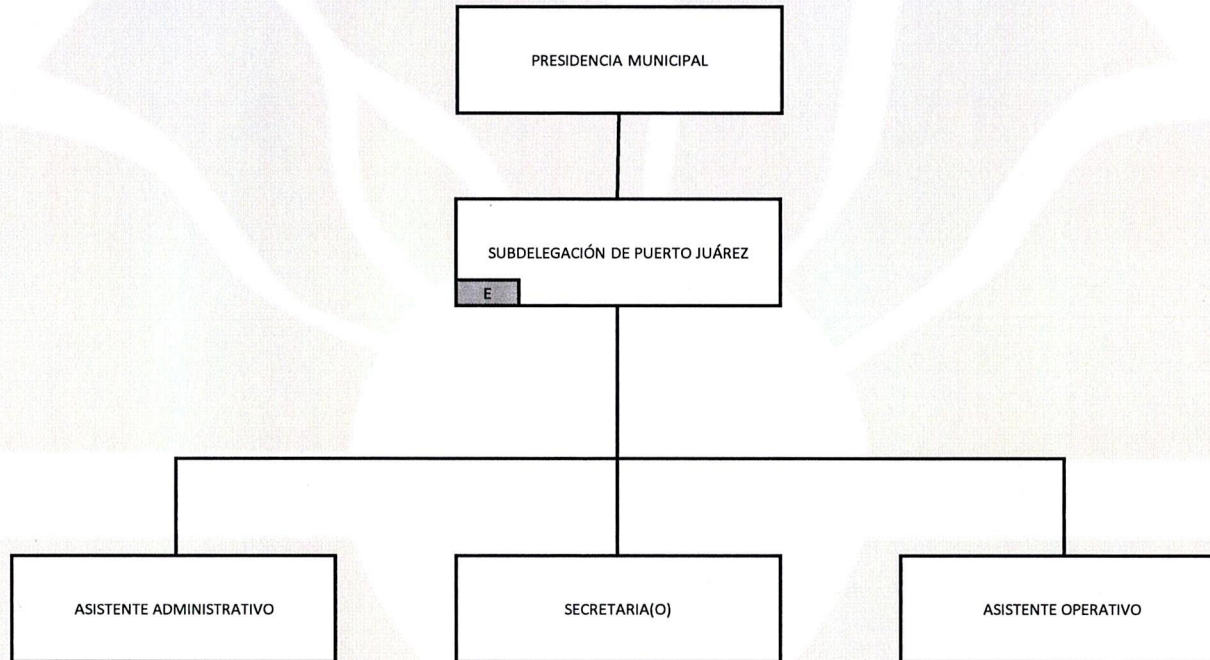 PRESIDENCIA MUNICIPAL
SUBDELEGACIÓN DE PUERTO JUÁREZ
E
ASISTENTE ADMINISTRATIVO
SECRETARIA(O)
ASISTENTE OPERATIVO